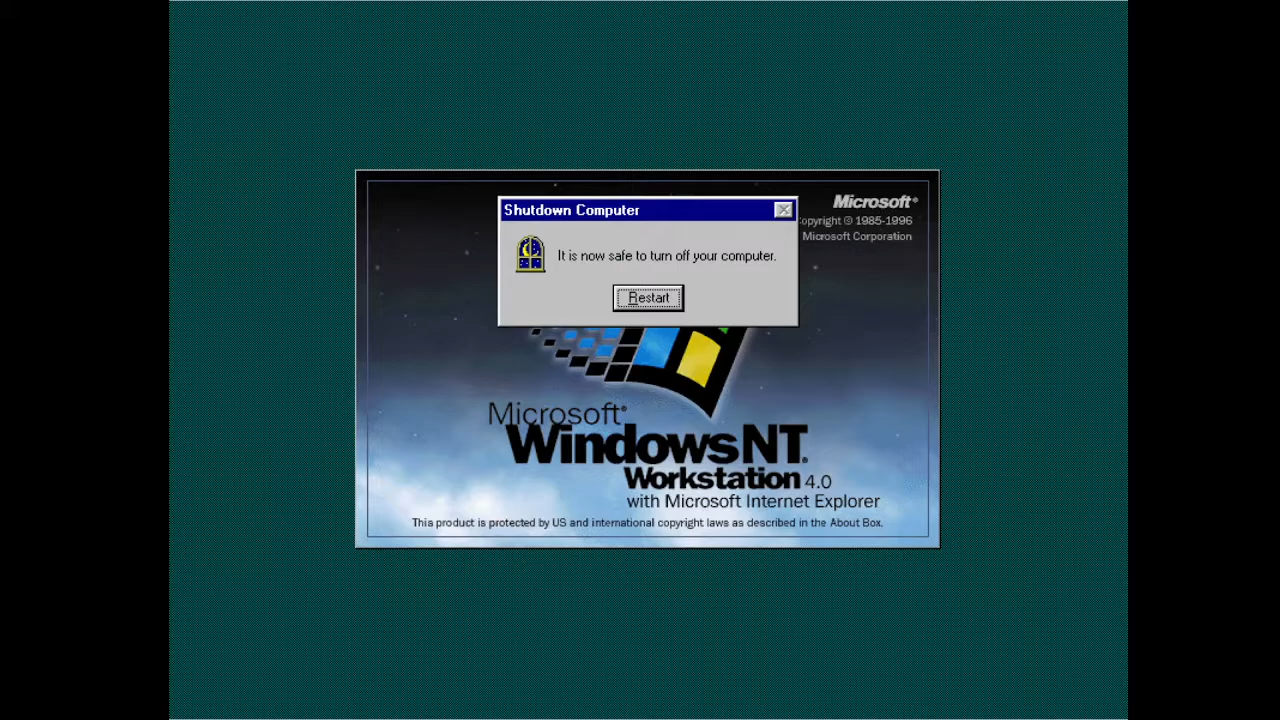 Shutdown Computer
Microsoft®
opyright © 1985-1996
Microsoft Corporation
It is now safe to turn off your computer.
Restart
Microsoft®
Windows NT®
Workstation 4.0
with Microsoft Internet Explorer
This product is protected by US and international copyright laws as described in the About Box.